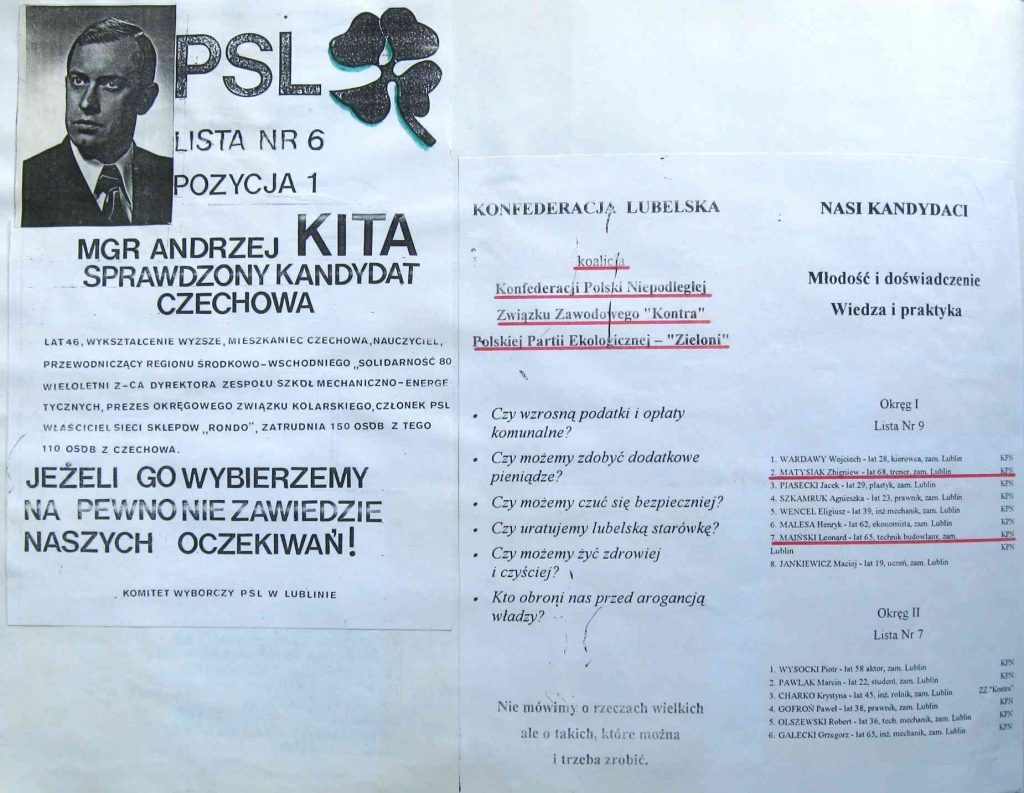 PSL
LISTA NR 6
POZYCJA 1
MGR ANDRZEJ KITA
SPRAWDZONY KANDYDAT
CZECHOWA
LAT 46, WYKSZTAŁCENIE WYŻSZE, MIESZKANIEC CZECHOWA, NAUCZYCIEL,
PRZEWODNICZĄCY REGIONU ŚRODKOWO-WSCHODNIEGO „SOLIDARNOŚĆ 80
WIELOLETNI Z-CA DYREKTORA ZESPOŁU SZKÓŁ MECHANICZNO-ENERGE
TYCZNYCH, PREZES OKRĘGOWEGO ZWIĄZKU KOLARSKIEGO, CZŁONEK PSL
WŁAŚCICIEL SIECI SKLEPÓW „RONDO”, ZATRUDNIA 150 OSÓB Z TEGO
110 OSÓB Z CZECHOWA.
JEŻELI GO WYBIERZEMY
NA PEWNO NIE ZAWIEDZIE
NASZYCH OCZEKIWAŃ!
KOMITET WYBORCZY PSL W LUBLINIE
KONFEDERACJA LUBELSKA
koalicja
Konfederacji Polski Niepodległej
Związku Zawodowego "Kontra"
Polskiej Partii Ekologicznej – "Zieloni"
• Czy wzrosną podatki i opłaty
komunalne?
• Czy możemy zdobyć dodatkowe
pieniądze?
• Czy możemy czuć się bezpieczniej?
• Czy uratujemy lubelską starówkę?
• Czy możemy żyć zdrowiej
i czyściej?
• Kto obroni nas przed arogancją
władzy?
Nie mówimy o rzeczach wielkich
ale o takich, które można
i trzeba zrobić.
NASI KANDYDACI
Młodość i doświadczenie
Wiedza i praktyka
Okręg I
Lista Nr 9
1. WARDAWY Wojciech - lat 28, kierowca, zam. Lublin KPN
2. MATYSIAK Zbigniew - lat 68, trener, zam. Lublin KPN
3. PIASECKI Jacek - lat 29, plastyk, zam. Lublin KPN
4. SZKAMRUK Agnieszka - lat 23, prawnik, zam. Lublin KPN
5. WENCEL Eligiusz - lat 39, inż mechanik, zam. Lublin KPN
6. MALESA Henryk - lat 62, ekonomista, zam. Lublin KPN
7. MAIŃSKI Leonard - lat 65, technik budowlany, zam. KPN
Lublin KPN
8. JANKIEWICZ Maciej - lat 19, uczeń, zam. Lublin
Okręg II
Lista Nr 7
1. WYSOCKI Piotr - lat 58 aktor, zam. Lublin KPN
2. PAWLAK Marcin - lat 22, student, zam. Lublin KPN
3. CHARKO Krystyna - lat 45, inż. rolnik, zam. Lublin ZZ "Kontra"
4. GOFROŃ Paweł - lat 38, prawnik, zam. Lublin KPN
5. OLSZEWSKI Robert - lat 36, tech. mechanik, zam. Lublin KPN
6. GAŁECKI Grzegorz - lat 65, inż. mechanik, zam. Lublin KPN